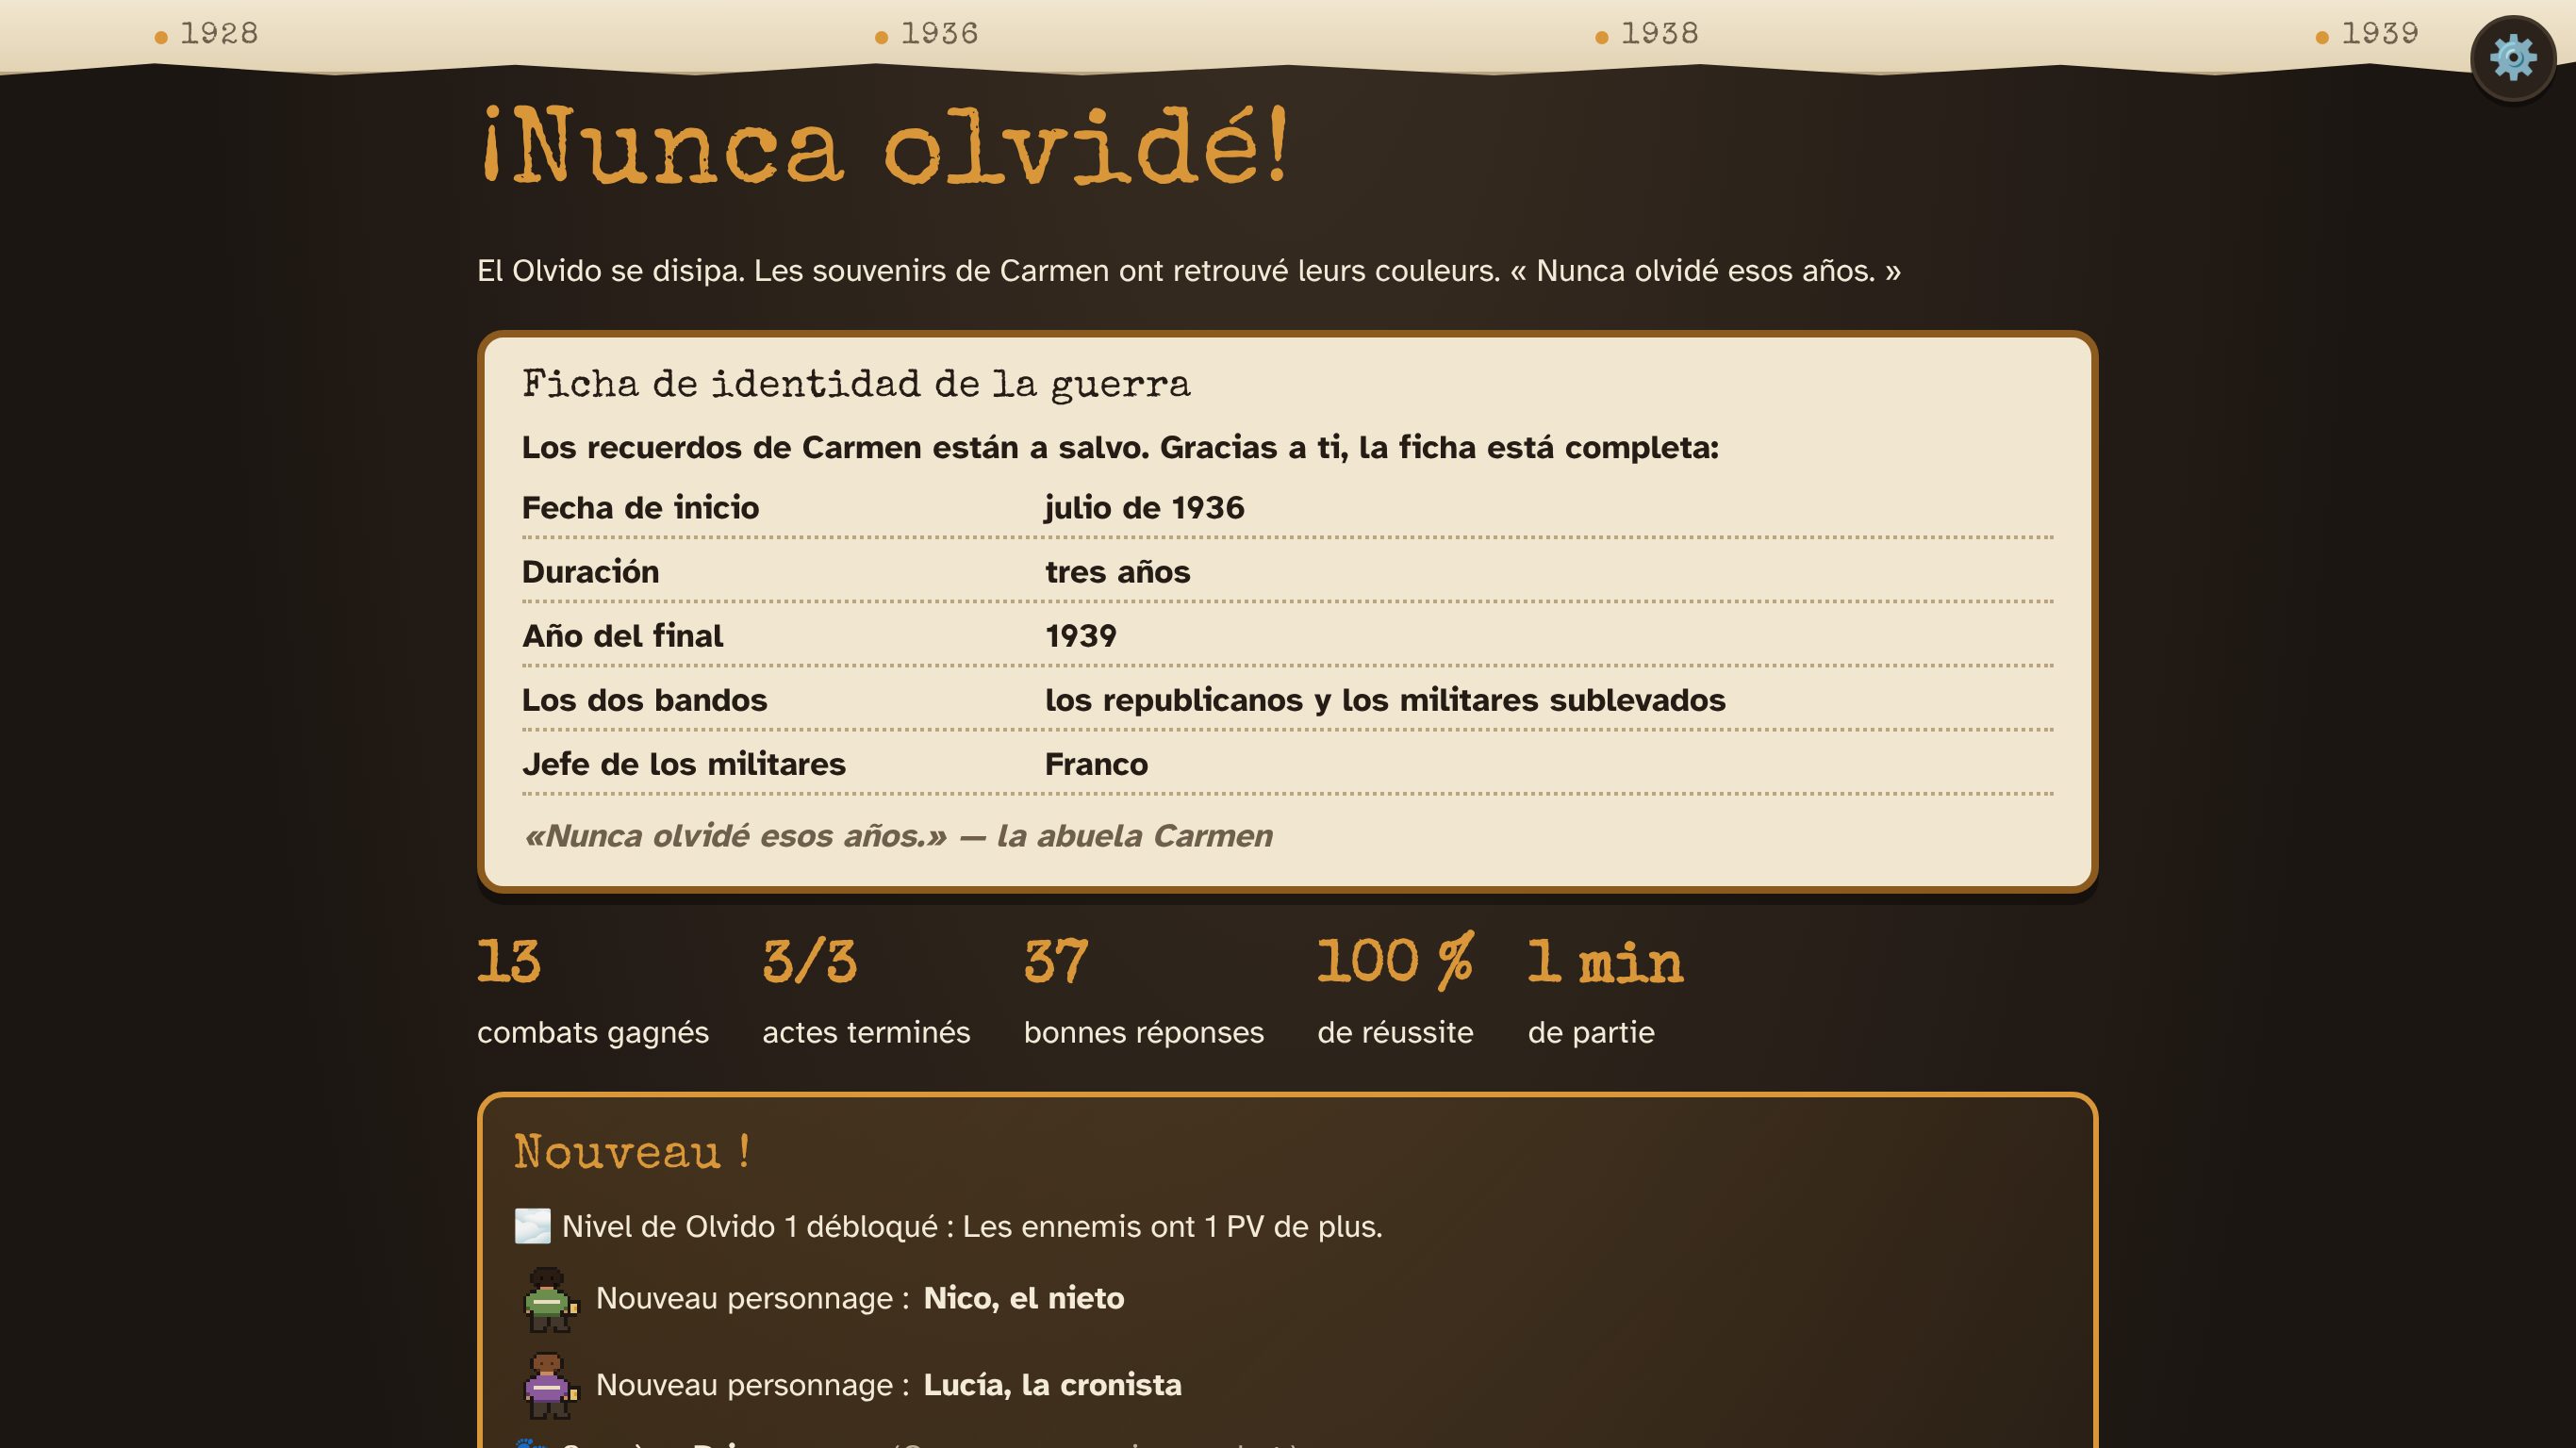 1928 1936 1938 1939
¡Nunca olvidé!
El Olvido se disipa. Les souvenirs de Carmen ont retrouvé leurs couleurs. « Nunca olvidé esos años. »
Ficha de identidad de la guerra
Los recuerdos de Carmen están a salvo. Gracias a ti, la ficha está completa:
Fecha de inicio julio de 1936
Duración tres años
Año del final 1939
Los dos bandos los republicanos y los militares sublevados
Jefe de los militares Franco
«Nunca olvidé esos años.» — la abuela Carmen
13 3/3 37 100 % 1 min
combats gagnés actes terminés bonnes réponses de réussite de partie
Nouveau !
Nivel de Olvido 1 débloqué : Les ennemis ont 1 PV de plus.
Nouveau personnage : Nico, el nieto
Nouveau personnage : Lucía, la cronista